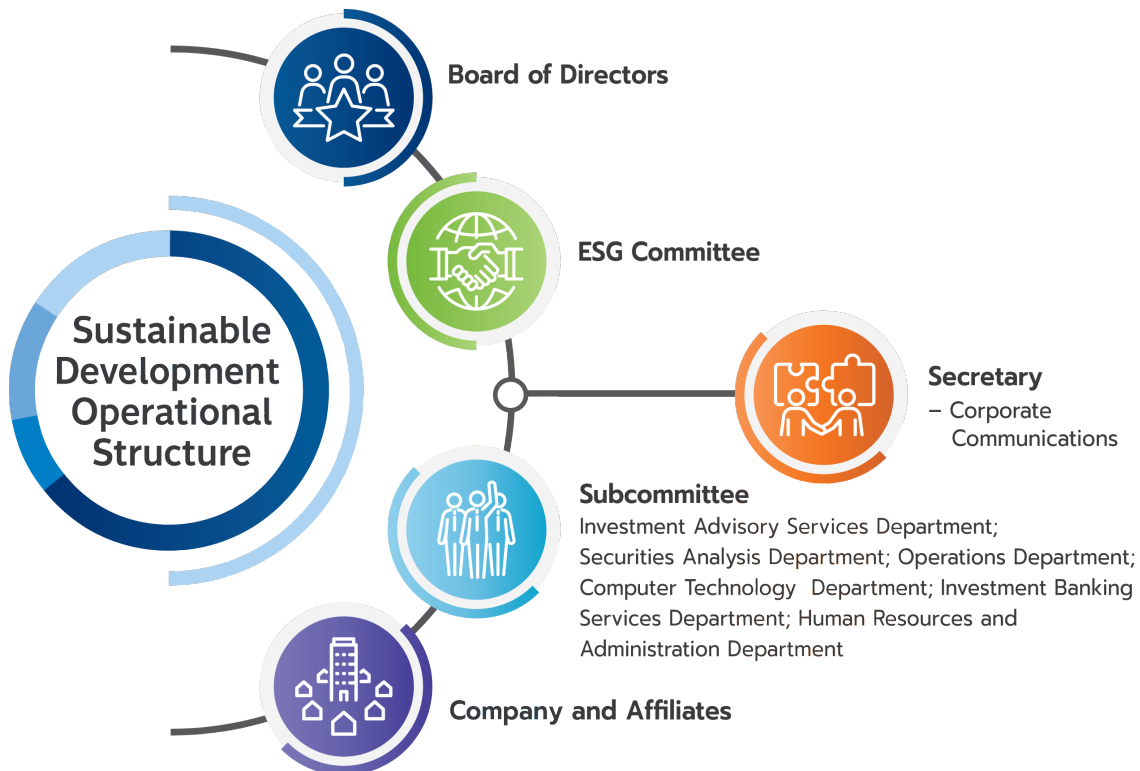 Board of Directors
ESG Committee
Sustainable
Development
Operational
Structure
Secretary
– Corporate
Communications
Subcommittee
Investment Advisory Services Department;
Securities Analysis Department; Operations Department;
Computer Technology Department; Investment Banking
Services Department; Human Resources and
Administration Department
Company and Affiliates